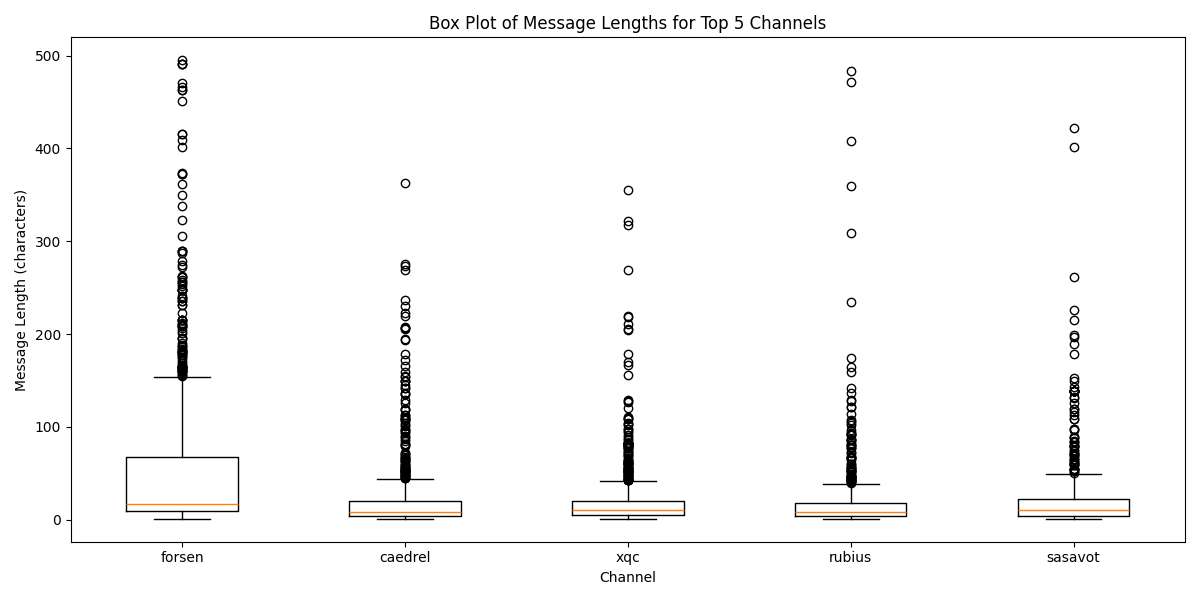 Box Plot of Message Lengths for Top 5 Channels
Message Length (characters)
500
400
300
200
100
0
forsen caedrel xqc rubius sasavot
Channel